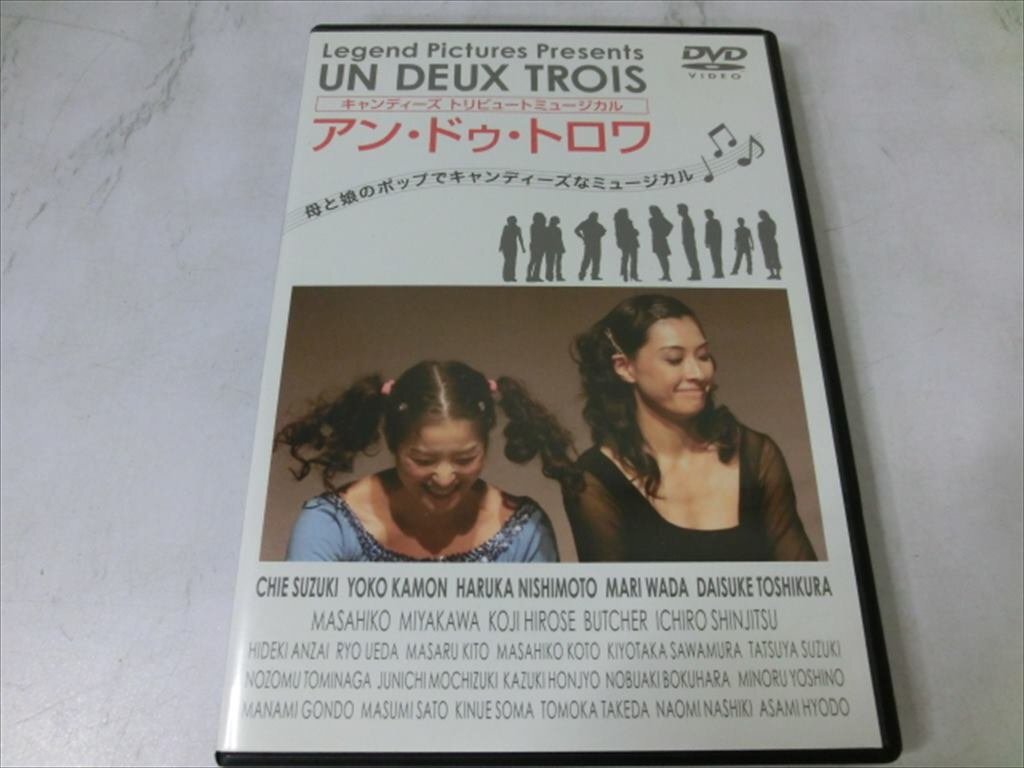 Legend Pictures Presents
UN DEUX TROIS
DVD
VIDEO
キャンディーズ トリビュートミュージカル
アン・ドゥ・トロワ
母と娘のポップでキャンディーズなミュージカル
CHIE SUZUKI YOKO KAMON HARUKA NISHIMOTO MARI WADA DAISUKE TOSHIKURA
MASAHIKO MIYAKAWA KOJI HIROSE BUTCHER ICHIRO SHINJITSU
HIDEKI ANZAI RYO UEDA MASARU KITO MASAHIKO KOTO KIYOTAKA SAWAMURA TATSUYA SUZUKI
NOZOMU TOMINAGA JUNICHI MOCHIZUKI KAZUKI HONJYO NOBUAKI BOKUHARA MINORU YOSHINO
MANAMI GONDO MASUMI SATO KINUE SOMA TOMOKA TAKEDA NAOMI NASHIKI ASAMI HYODO